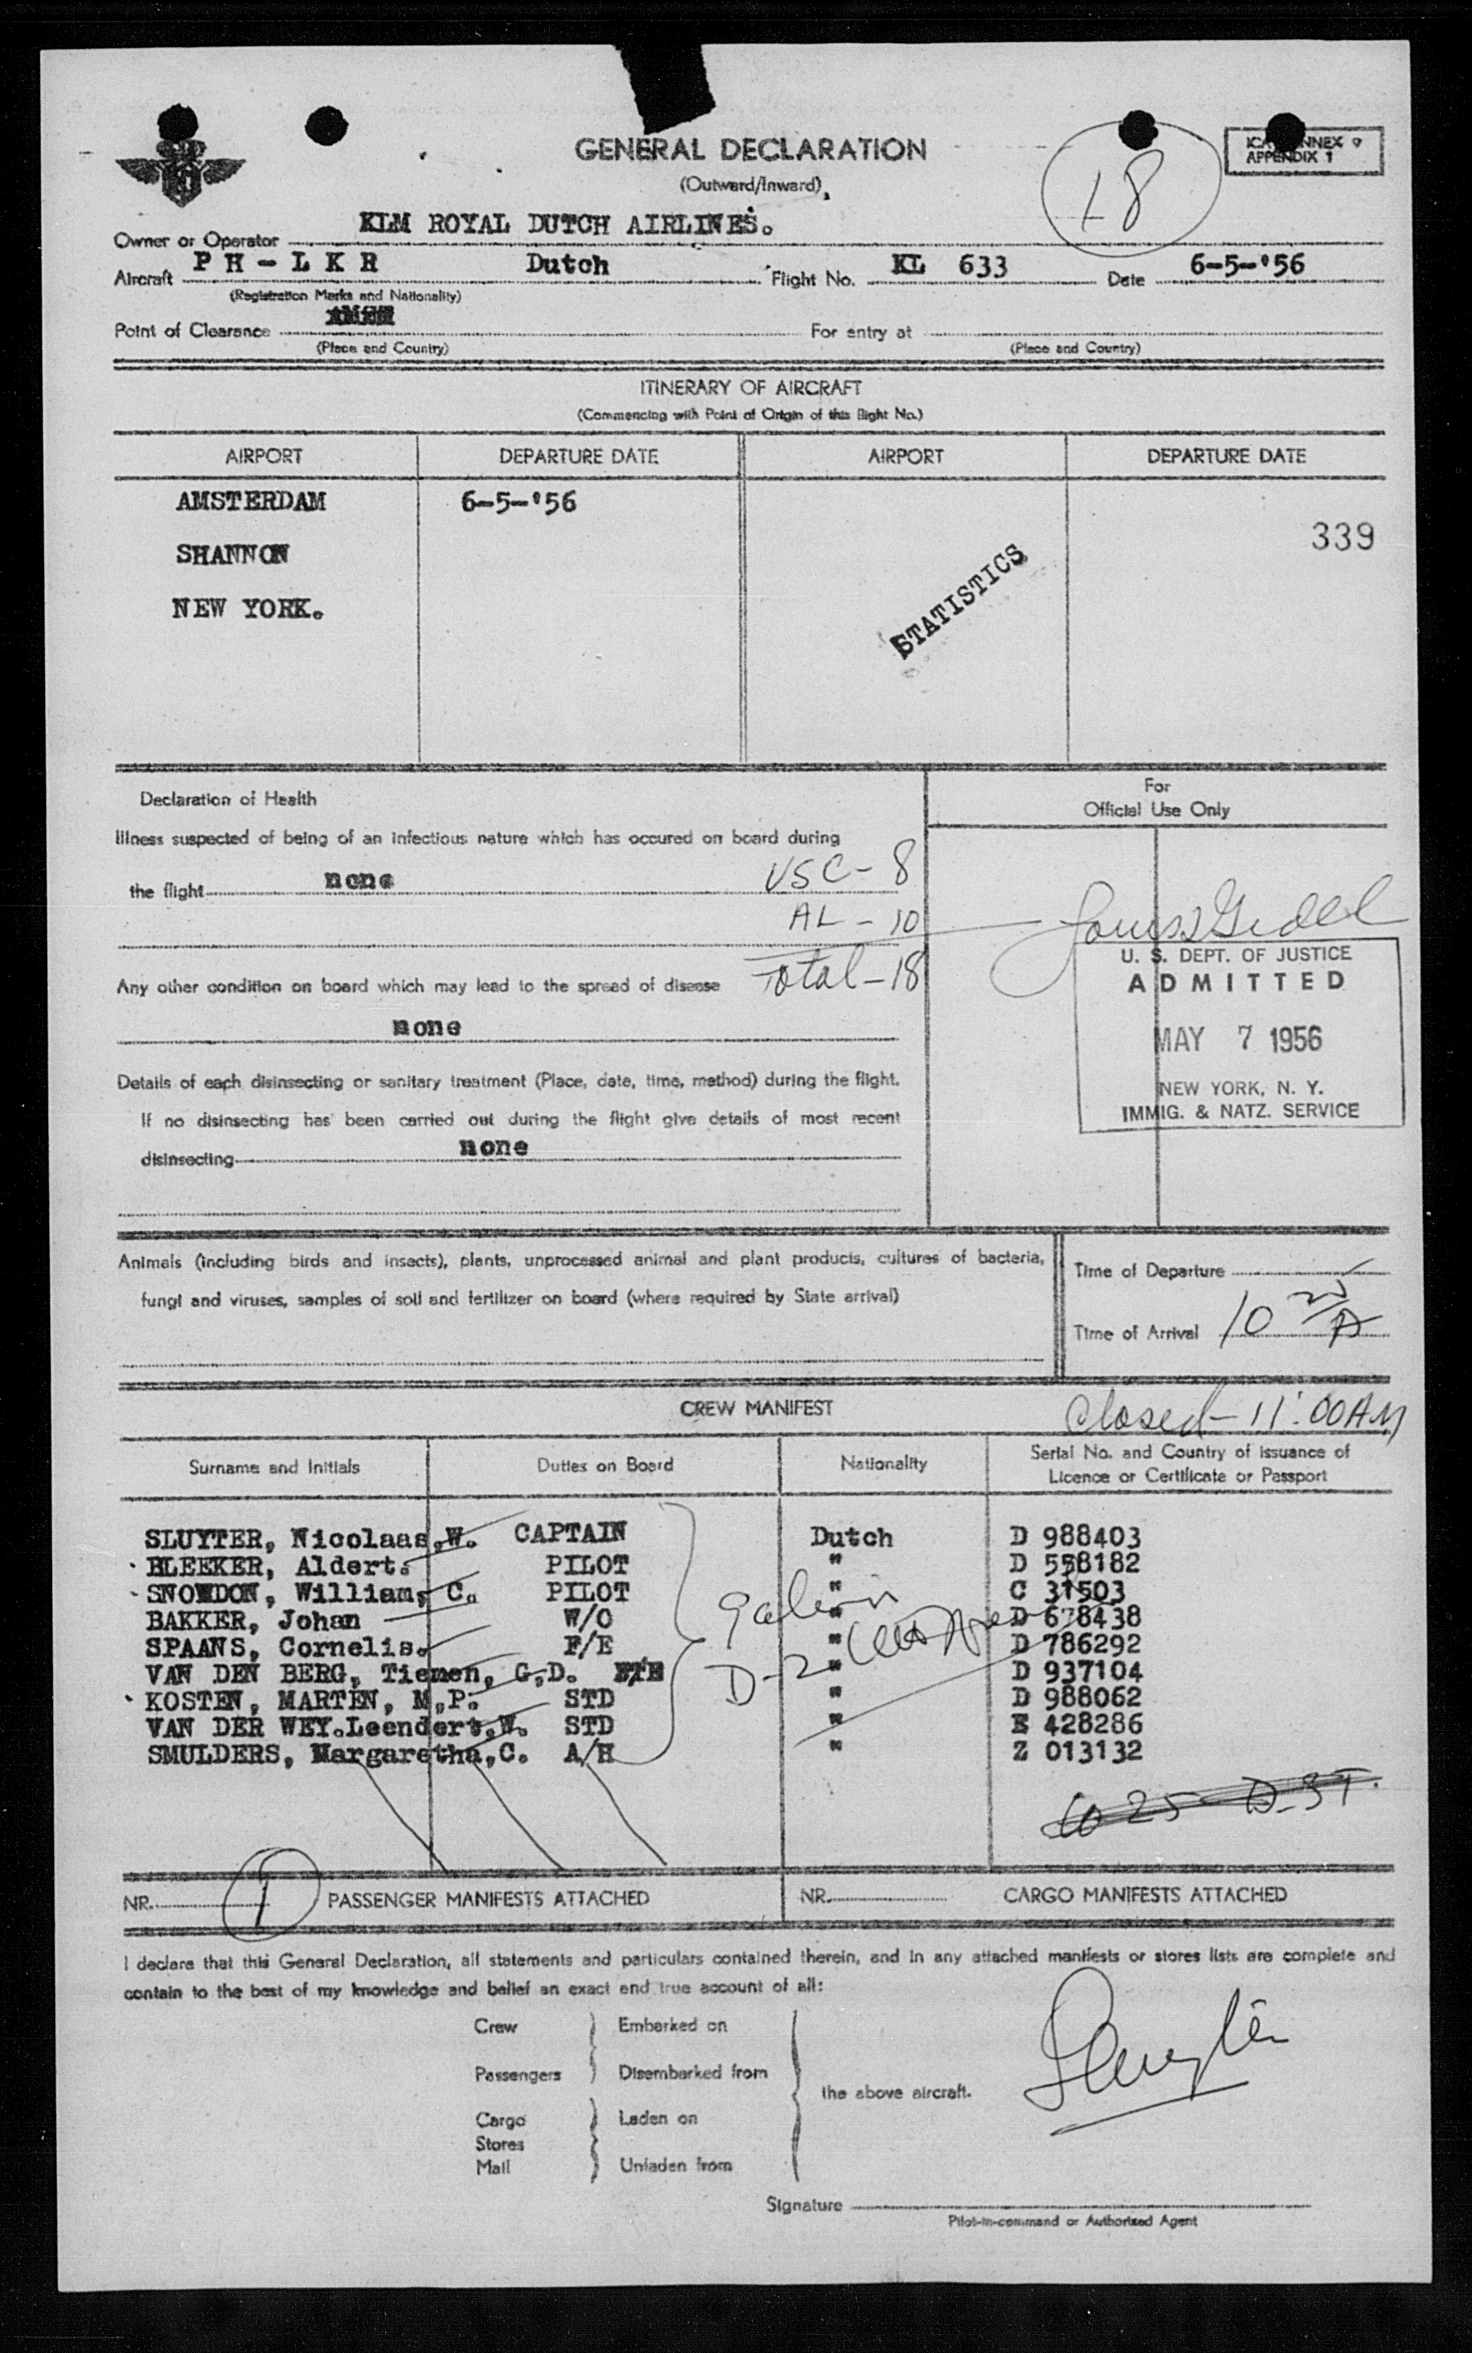 GENERAL DECLARATION
(Outward/Inward)
ICAO ANNEX 9
APPENDIX 1
18
Owner or Operator KLM ROYAL DUTCH AIRLINES.
Aircraft P H - L K R Dutch Flight No. KL 633 Date 6-5-'56
(Registration Marks and Nationality)
Point of Clearance For entry at
(Place and Country) (Place and Country)
ITINERARY OF AIRCRAFT
(Commencing with Point of Origin of this flight No.)
AIRPORT DEPARTURE DATE AIRPORT DEPARTURE DATE
AMSTERDAM 6-5-'56
339
SHANNON
STATISTICS
NEW YORK.
Declaration of Health
For
Official Use Only
Illness suspected of being of an infectious nature which has occured on board during
the flight none
USC - 8
AL - 10
Total - 18
Any other condition on board which may lead to the spread of disease
none
U. S. DEPT. OF JUSTICE
ADMITTED
MAY 7 1956
NEW YORK, N. Y.
IMMIG. & NATZ. SERVICE
Details of each disinsecting or sanitary treatment (Place, date, time, method) during the flight.
If no disinsecting has been carried out during the flight give details of most recent
disinsecting none
Animals (including birds and insects), plants, unprocessed animal and plant products, cultures of bacteria,
fungi and viruses, samples of soil and fertilizer on board (where required by State arrival)
Time of Departure
Time of Arrival 10 A
CREW MANIFEST
Closed - 11:00AM
Surname and Initials Duties on Board Nationality Serial No. and Country of Issuance of
Licence or Certificate or Passport
SLUYTER, Nicolaas,W. CAPTAIN Dutch D 988403
BLEEKER, Aldert. PILOT " D 558182
SNOWDON, William, C. PILOT " C 31503
BAKKER, Johan W/O " D 678438
SPAANS, Cornelis. F/E " D 786292
VAN DEN BERG, Tiemen, G.D. " D 937104
KOSTEN, MARTEN, M.P. STD " D 988062
VAN DER WEY.Leendert.W. STD " E 428286
SMULDERS, Margaretha,C. A/H " Z 013132
D-2
NR. 1 PASSENGER MANIFESTS ATTACHED NR. CARGO MANIFESTS ATTACHED
I declare that this General Declaration, all statements and particulars contained therein, and in any attached manifests or stores lists are complete and
contain to the best of my knowledge and belief an exact and true account of all:
Crew Embarked on
Passengers Disembarked from
the above aircraft.
Cargo Laden on
Stores
Mail Unladen from
Signature
Pilot-in-command or Authorized Agent